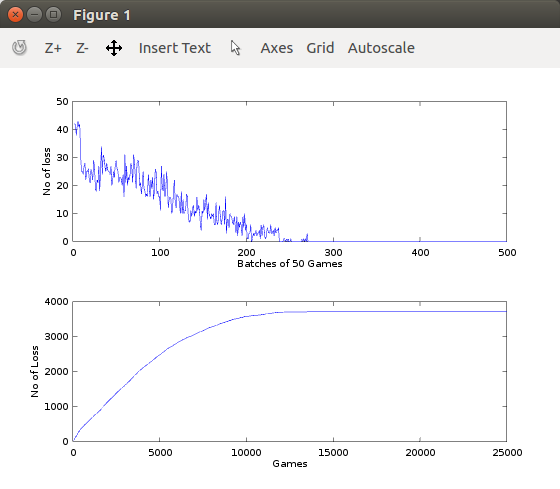 Figure 1
Z+ Z- Insert Text Axes Grid Autoscale
50
40
30
20
10
0
No of loss
0 100 200 300 400 500
Batches of 50 Games
4000
3000
2000
1000
0
No of Loss
0 5000 10000 15000 20000 25000
Games